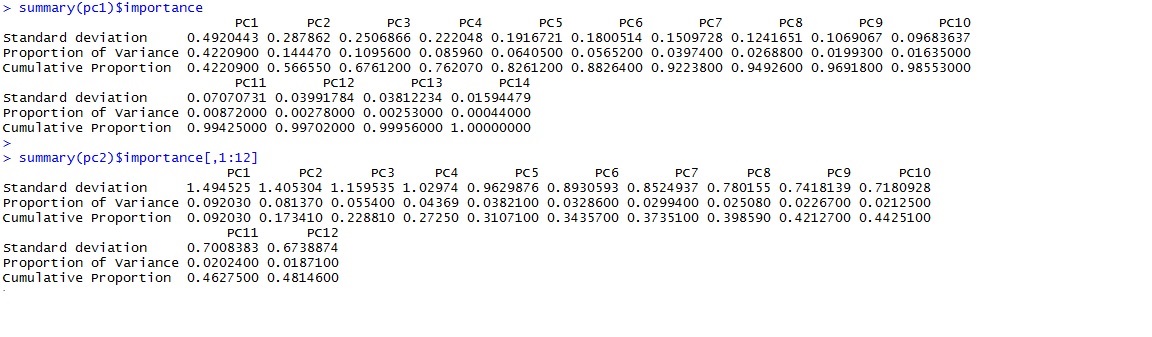 > summary(pc1)$importance
PC1 PC2 PC3 PC4 PC5 PC6 PC7 PC8 PC9 PC10
Standard deviation 0.4920443 0.287862 0.2506866 0.222048 0.1916721 0.1800514 0.1509728 0.1241651 0.1069067 0.09683637
Proportion of Variance 0.4220900 0.144470 0.1095600 0.085960 0.0640500 0.0565200 0.0397400 0.0268800 0.0199300 0.01635000
Cumulative Proportion 0.4220900 0.566550 0.6761200 0.762070 0.8261200 0.8826400 0.9223800 0.9492600 0.9691800 0.98553000
PC11 PC12 PC13 PC14
Standard deviation 0.07070731 0.03991784 0.03812234 0.01594479
Proportion of Variance 0.00872000 0.00278000 0.00253000 0.00044000
Cumulative Proportion 0.99425000 0.99702000 0.99956000 1.00000000
>
> summary(pc2)$importance[,1:12]
PC1 PC2 PC3 PC4 PC5 PC6 PC7 PC8 PC9 PC10
Standard deviation 1.494525 1.405304 1.159535 1.02974 0.9629876 0.8930593 0.8524937 0.780155 0.7418139 0.7180928
Proportion of Variance 0.092030 0.081370 0.055400 0.04369 0.0382100 0.0328600 0.0299400 0.025080 0.0226700 0.0212500
Cumulative Proportion 0.092030 0.173410 0.228810 0.27250 0.3107100 0.3435700 0.3735100 0.398590 0.4212700 0.4425100
PC11 PC12
Standard deviation 0.7008383 0.6738874
Proportion of Variance 0.0202400 0.0187100
Cumulative Proportion 0.4627500 0.4814600